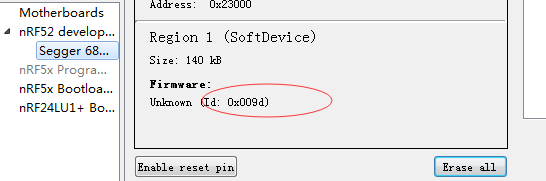 Motherboards
nRF52 develop...
Segger 68...
nRF5x Progra...
nRF5x Bootloa...
nRF24LU1+ Bo...
Address: 0x23000
Region 1 (SoftDevice)
Size: 140 kB
Firmware:
Unknown (Id: 0x009d)
Enable reset pin
Erase all